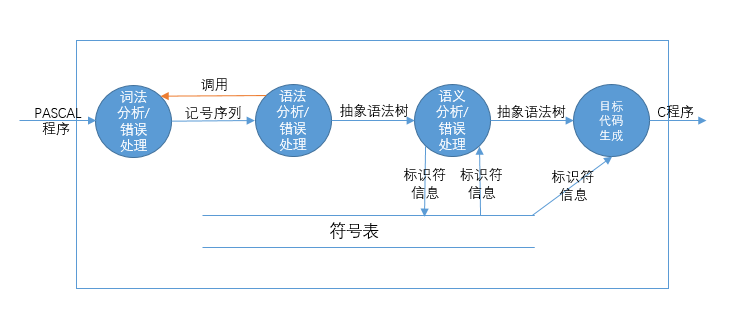 PASCAL
程序
词法
分析/
错误
处理
调用
记号序列
语法
分析/
错误
处理
抽象语法树
语义
分析/
错误
处理
抽象语法树
目标
代码
生成
C程序
标识符
信息
标识符
信息
标识符
信息
符号表